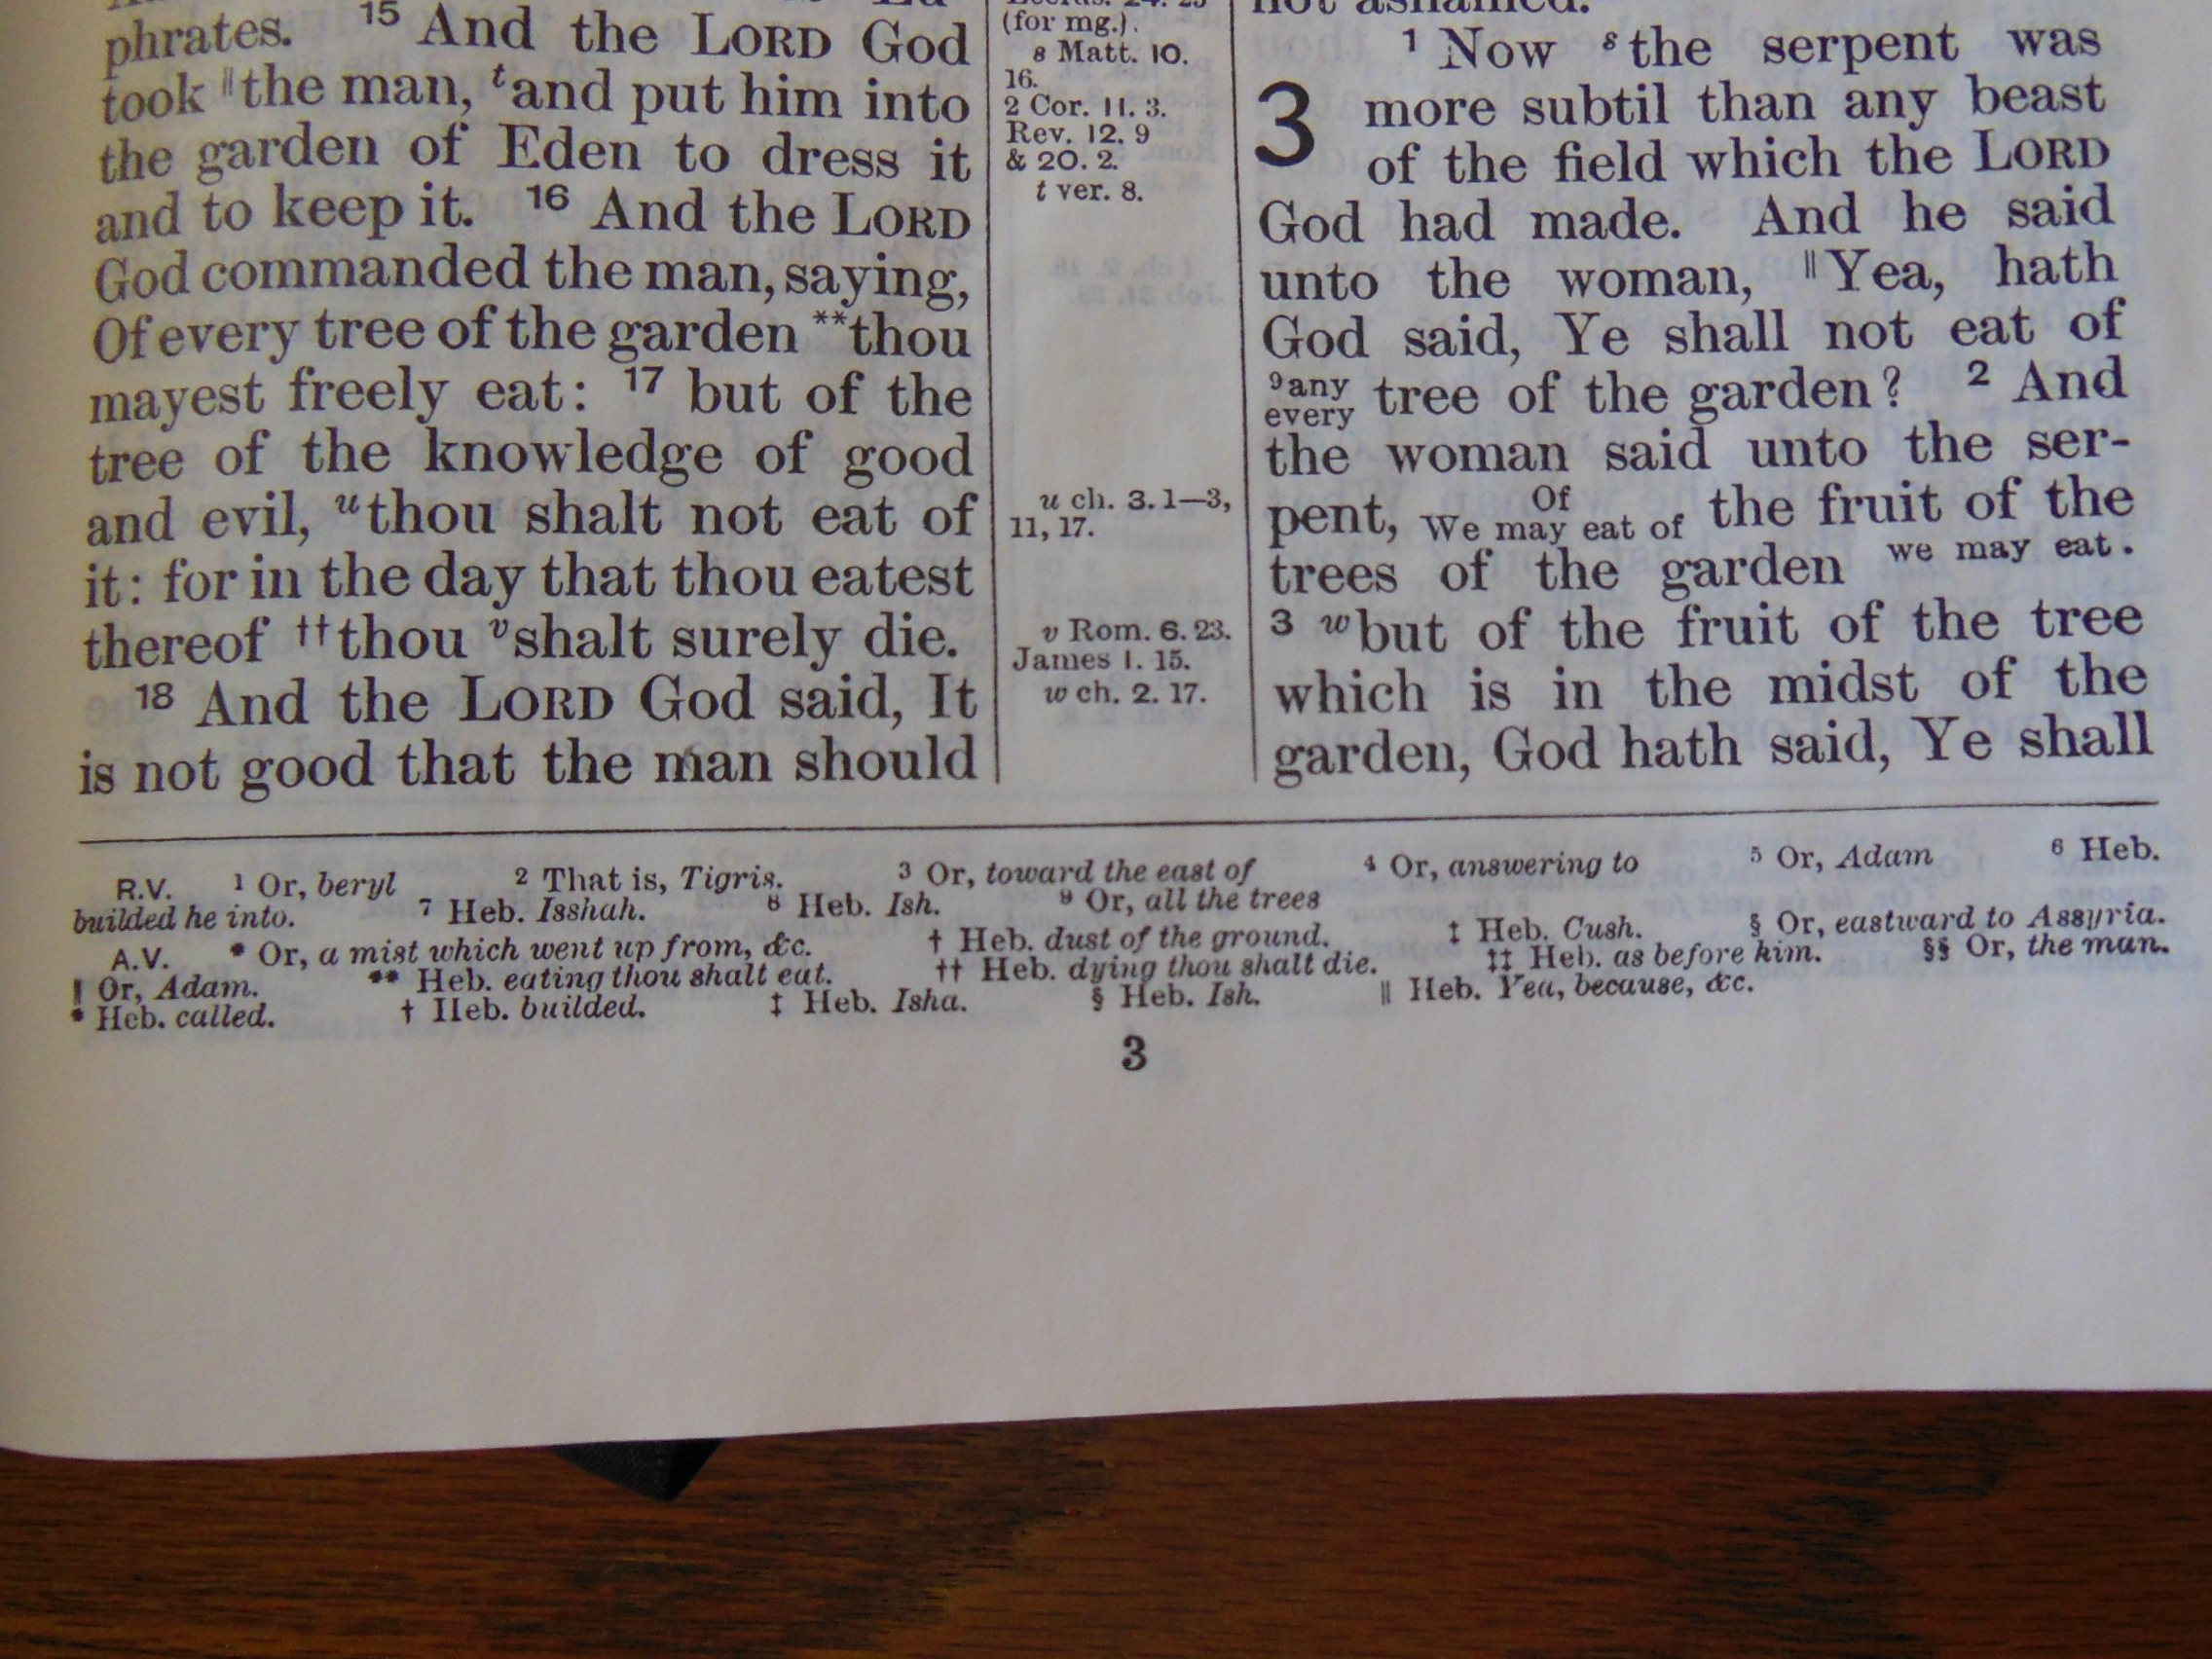 phrates. 15 And the LORD God
took ‖the man, t and put him into
the garden of Eden to dress it
and to keep it. 16 And the LORD
God commanded the man, saying,
Of every tree of the garden **thou
mayest freely eat: 17 but of the
tree of the knowledge of good
and evil, u thou shalt not eat of
it: for in the day that thou eatest
thereof ††thou v shalt surely die.
18 And the LORD God said, It
is not good that the man should
(for mg.).
s Matt. 10.
16.
2 Cor. 11. 3.
Rev. 12. 9
& 20. 2.
t ver. 8.
u ch. 3. 1—3,
11, 17.
v Rom. 6. 23.
James 1. 15.
w ch. 2. 17.
not ashamed.
1 Now s the serpent was
3 more subtil than any beast
of the field which the LORD
God had made. And he said
unto the woman, ‖Yea, hath
God said, Ye shall not eat of
9 any
every tree of the garden? 2 And
the woman said unto the ser-
pent, Of
We may eat of the fruit of the
trees of the garden we may eat.
3 w but of the fruit of the tree
which is in the midst of the
garden, God hath said, Ye shall
R.V. 1 Or, beryl 2 That is, Tigris. 3 Or, toward the east of 4 Or, answering to 5 Or, Adam 6 Heb.
builded he into. 7 Heb. Isshah. 8 Heb. Ish. 9 Or, all the trees
A.V. * Or, a mist which went up from, &c. † Heb. dust of the ground. ‡ Heb. Cush. § Or, eastward to Assyria.
‖ Or, Adam. ** Heb. eating thou shalt eat. †† Heb. dying thou shalt die. ‡‡ Heb. as before him. §§ Or, the man.
* Heb. called. † Heb. builded. ‡ Heb. Isha. § Heb. Ish. ‖ Heb. Yea, because, &c.
3